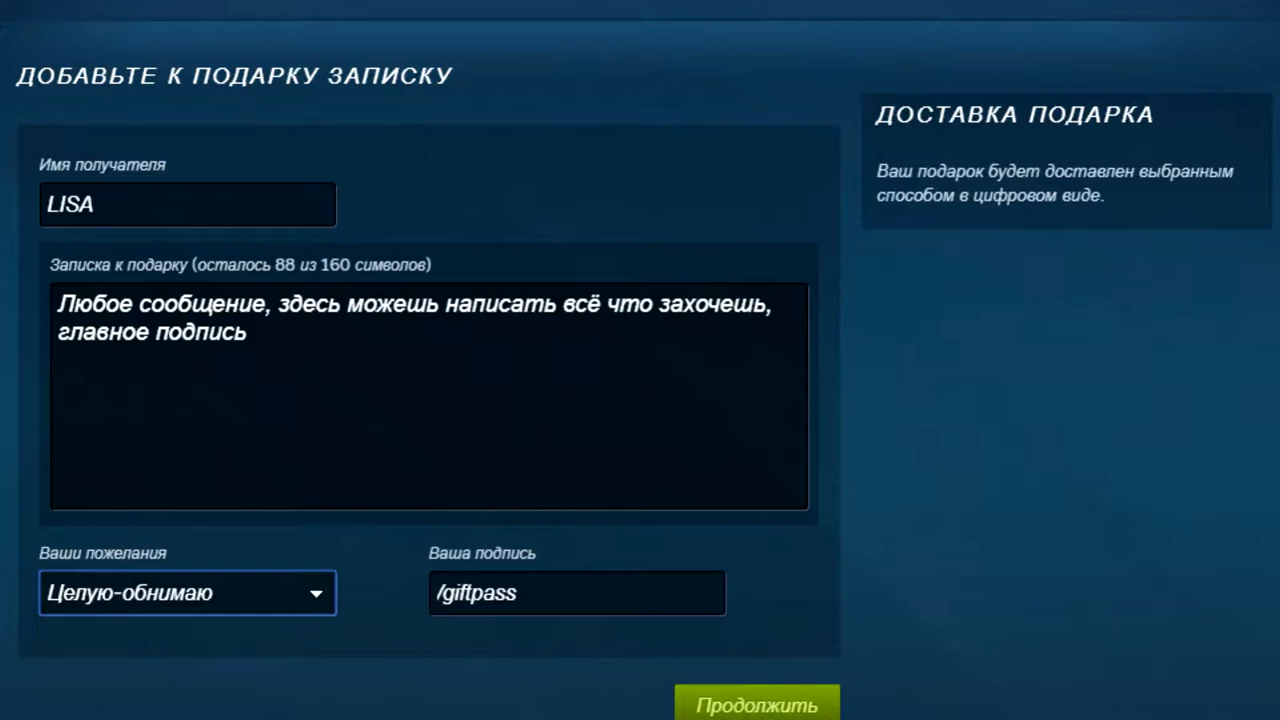 ДОБАВЬТЕ К ПОДАРКУ ЗАПИСКУ
Имя получателя
LISA
Записка к подарку (осталось 88 из 160 символов)
Любое сообщение, здесь можешь написать всё что захочешь,
главное подпись
Ваши пожелания
Целую-обнимаю
Ваша подпись
/giftpass
Продолжить
ДОСТАВКА ПОДАРКА
Ваш подарок будет доставлен выбранным
способом в цифровом виде.